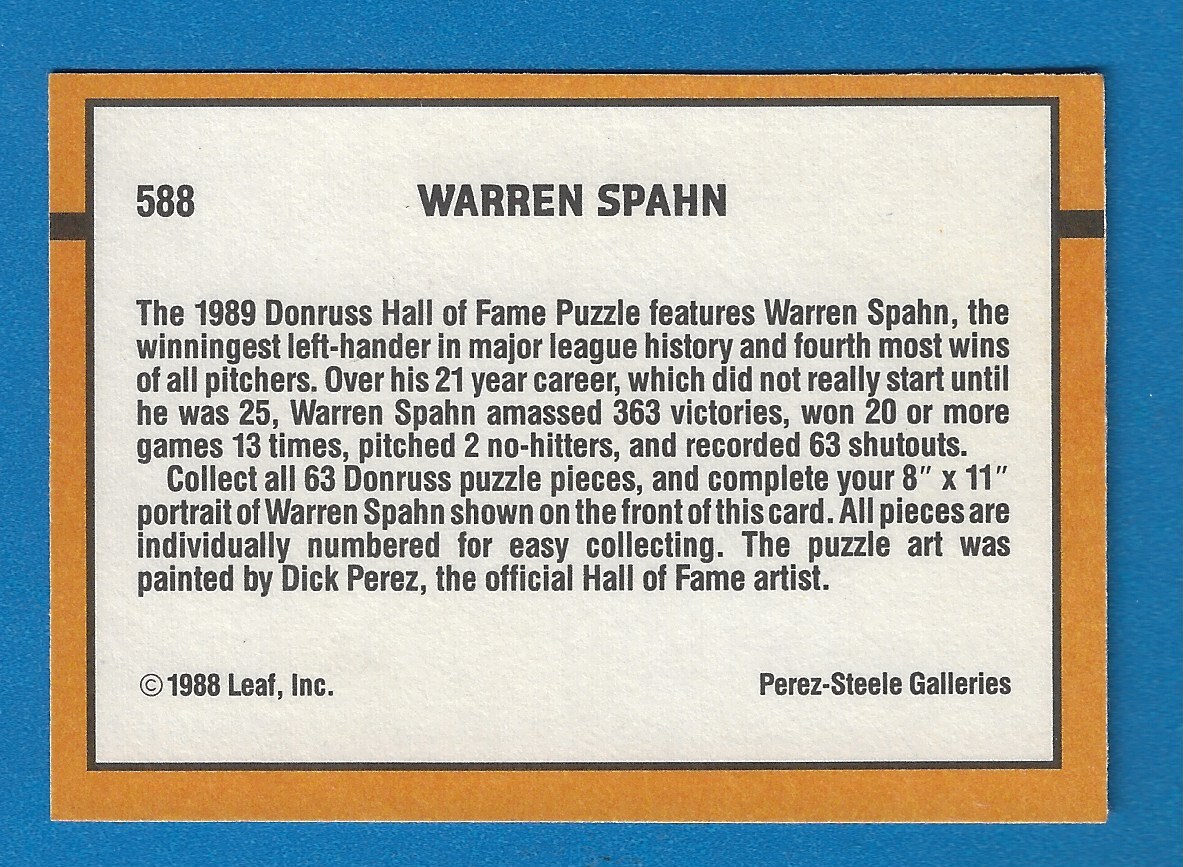 588
WARREN SPAHN
The 1989 Donruss Hall of Fame Puzzle features Warren Spahn, the
winningest left-hander in major league history and fourth most wins
of all pitchers. Over his 21 year career, which did not really start until
he was 25, Warren Spahn amassed 363 victories, won 20 or more
games 13 times, pitched 2 no-hitters, and recorded 63 shutouts.
Collect all 63 Donruss puzzle pieces, and complete your 8″ x 11″
portrait of Warren Spahn shown on the front of this card. All pieces are
individually numbered for easy collecting. The puzzle art was
painted by Dick Perez, the official Hall of Fame artist.
©1988 Leaf, Inc.
Perez-Steele Galleries